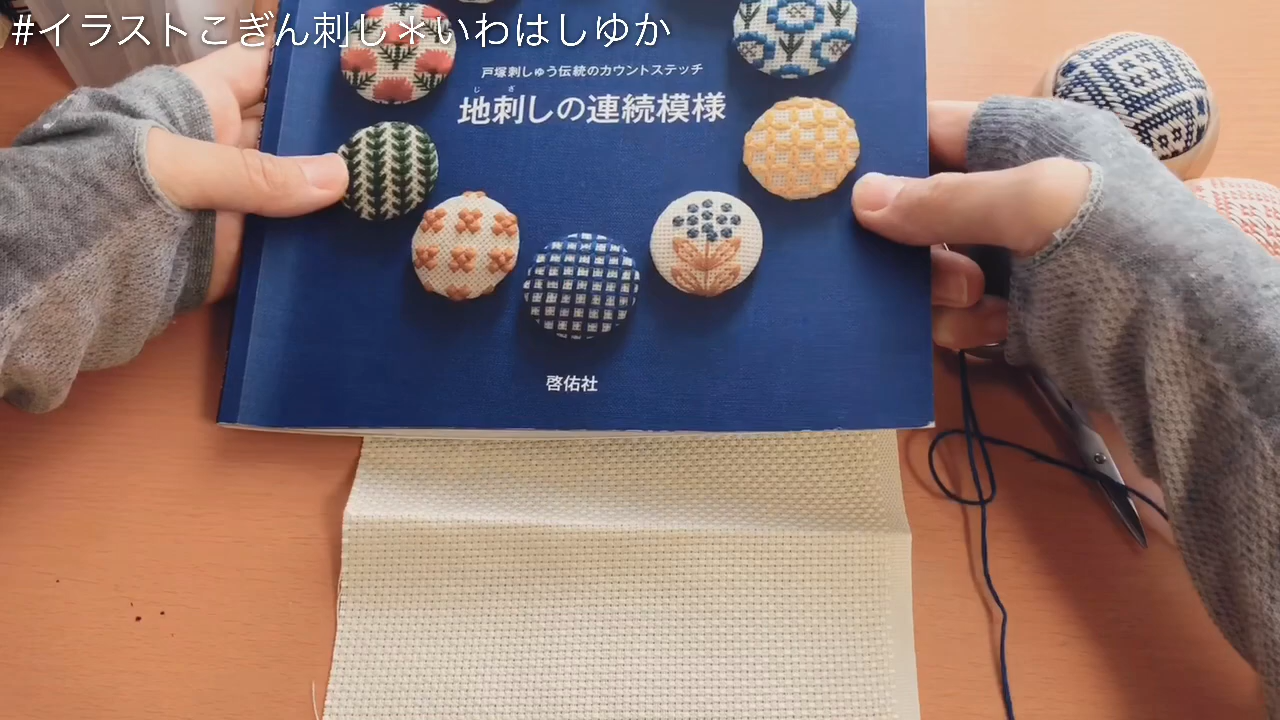 #イラストこぎん刺し＊いわはしゆか
戸塚刺しゅう伝統のカウントステッチ
じざ
地刺しの連続模様
啓佑社